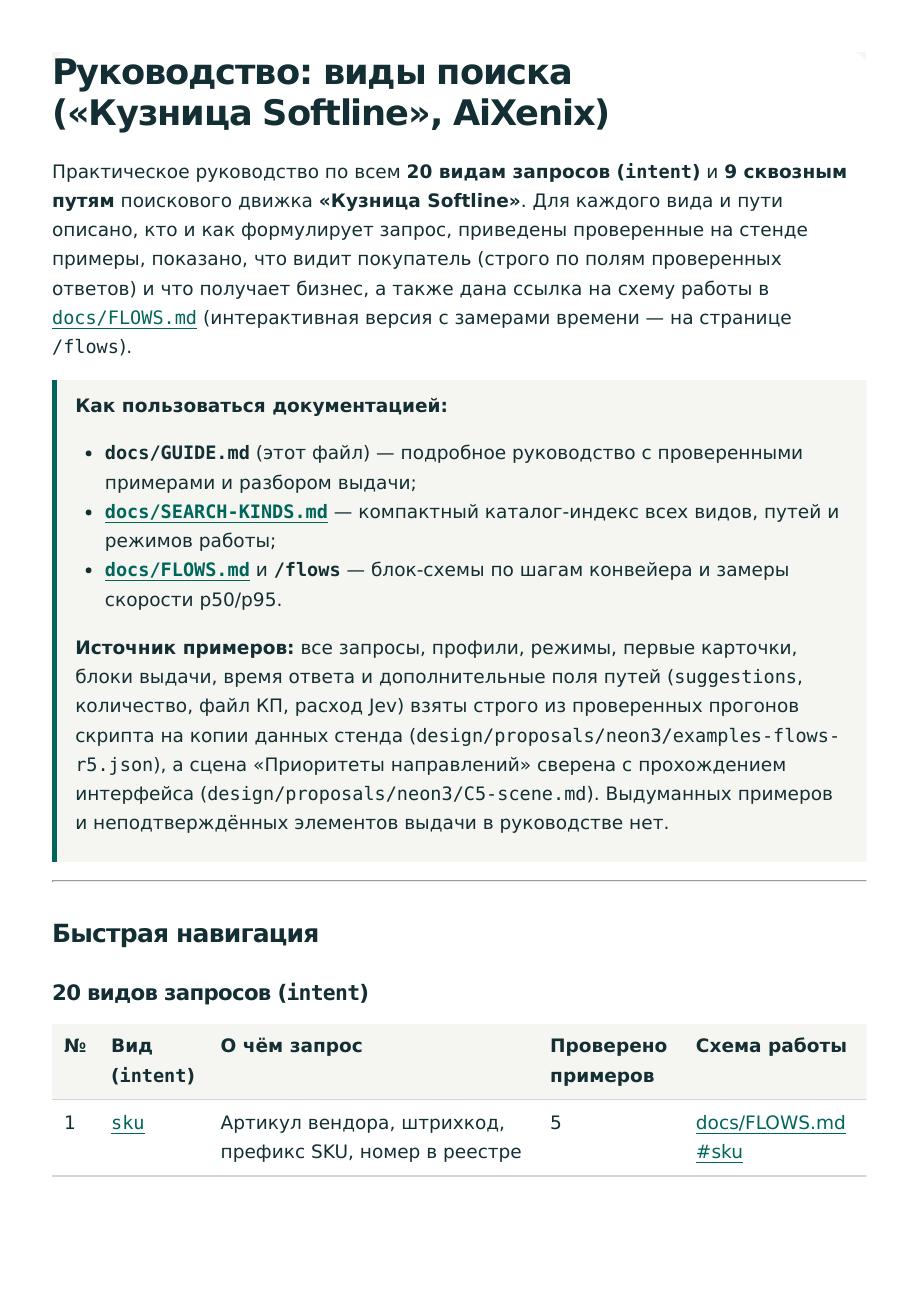 Руководство: виды поиска
(«Кузница Softline», AiXenix)
Практическое руководство по всем 20 видам запросов (intent) и 9 сквозным
путям поискового движка «Кузница Softline». Для каждого вида и пути
описано, кто и как формулирует запрос, приведены проверенные на стенде
примеры, показано, что видит покупатель (строго по полям проверенных
ответов) и что получает бизнес, а также дана ссылка на схему работы в
docs/FLOWS.md (интерактивная версия с замерами времени — на странице
/flows).
Как пользоваться документацией:
• docs/GUIDE.md (этот файл) — подробное руководство с проверенными
примерами и разбором выдачи;
• docs/SEARCH-KINDS.md — компактный каталог-индекс всех видов, путей и
режимов работы;
• docs/FLOWS.md и /flows — блок-схемы по шагам конвейера и замеры
скорости p50/p95.
Источник примеров: все запросы, профили, режимы, первые карточки,
блоки выдачи, время ответа и дополнительные поля путей (suggestions,
количество, файл КП, расход Jev) взяты строго из проверенных прогонов
скрипта на копии данных стенда (design/proposals/neon3/examples-flows-
r5.json), а сцена «Приоритеты направлений» сверена с прохождением
интерфейса (design/proposals/neon3/C5-scene.md). Выдуманных примеров
и неподтверждённых элементов выдачи в руководстве нет.
Быстрая навигация
20 видов запросов (intent)
№ Вид О чём запрос Проверено Схема работы
(intent) примеров
1 sku Артикул вендора, штрихкод, 5 docs/FLOWS.md
префикс SKU, номер в реестре #sku